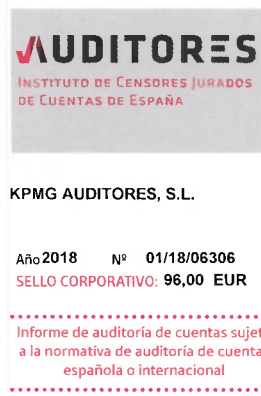 AUDITORES
INSTITUTO DE CENSORES JURADOS
DE CUENTAS DE ESPAÑA
KPMG AUDITORES, S.L.
Año 2018 Nº 01/18/06306
SELLO CORPORATIVO: 96,00 EUR
Informe de auditoría de cuentas sujet
a la normativa de auditoría de cuenta
española o internacional